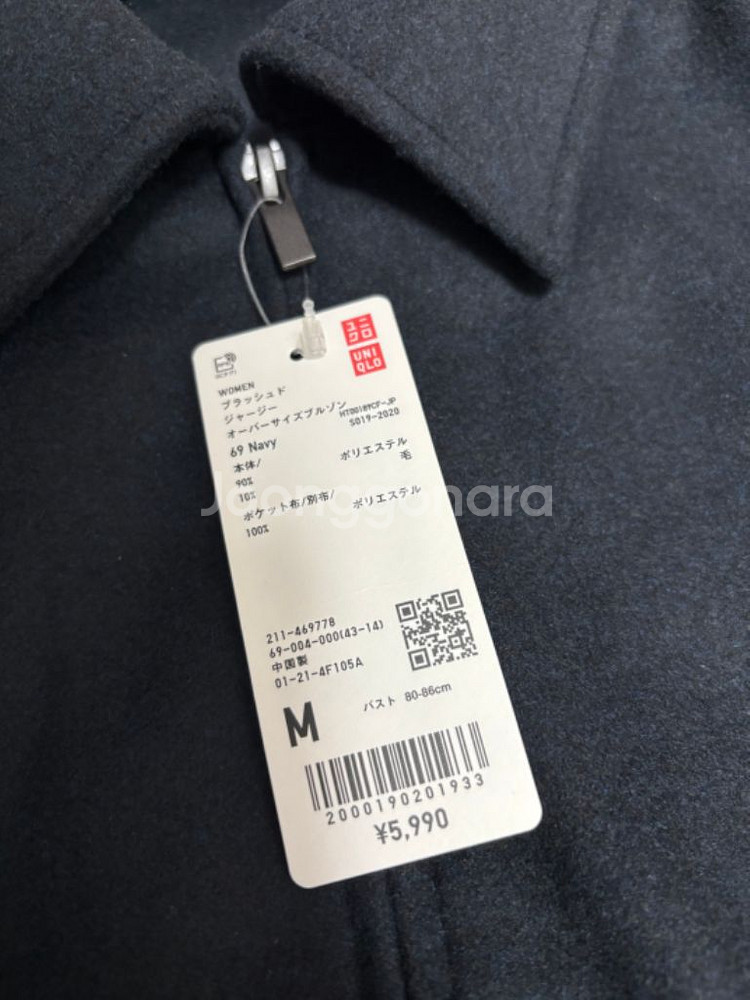 ユニ
クロ
UNI
QLO
WOMEN
ブラッシュド
ジャージー
オーバーサイズブルゾン
HT00189CF-JP
S019-2020
69 Navy
本体/ ポリエステル
90% 毛
10%
ポケット布/別布/ ポリエステル
100%
Joonggonara
211-469778
69-004-000(43-14)
中国製
01-21-4F105A
M バスト 80-86cm
2000190201933
¥5,990